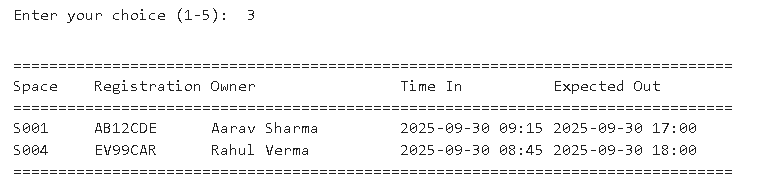 Enter your choice (1-5):  3
================================================================================
Space    Registration Owner                Time In          Expected Out
================================================================================
S001     AB12CDE      Aarav Sharma         2025-09-30 09:15 2025-09-30 17:00
S004     EV99CAR      Rahul Verma          2025-09-30 08:45 2025-09-30 18:00
================================================================================